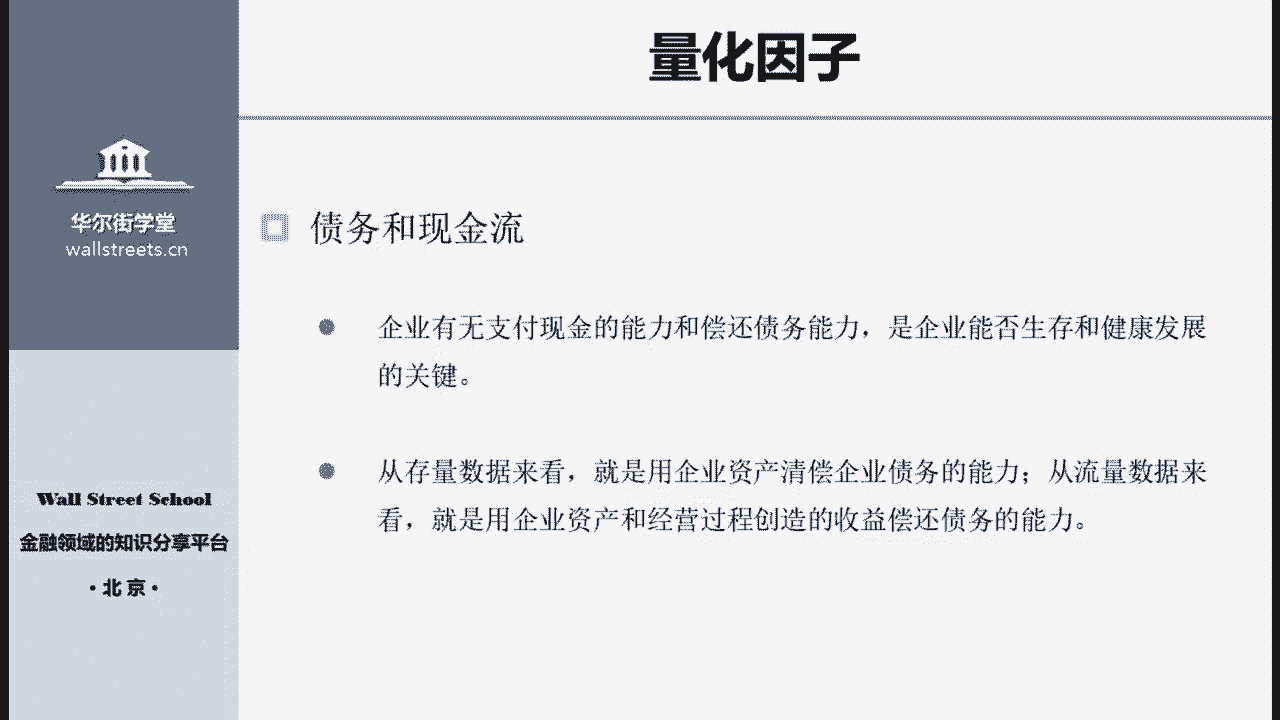 量化因子
华尔街学堂
wallstreets.cn
债务和现金流
企业有无支付现金的能力和偿还债务能力，是企业能否生存和健康发展
的关键。
从存量数据来看，就是用企业资产清偿企业债务的能力；从流量数据来
看，就是用企业资产和经营过程创造的收益偿还债务的能力。
Wall Street School
金融领域的知识分享平台
·北京·